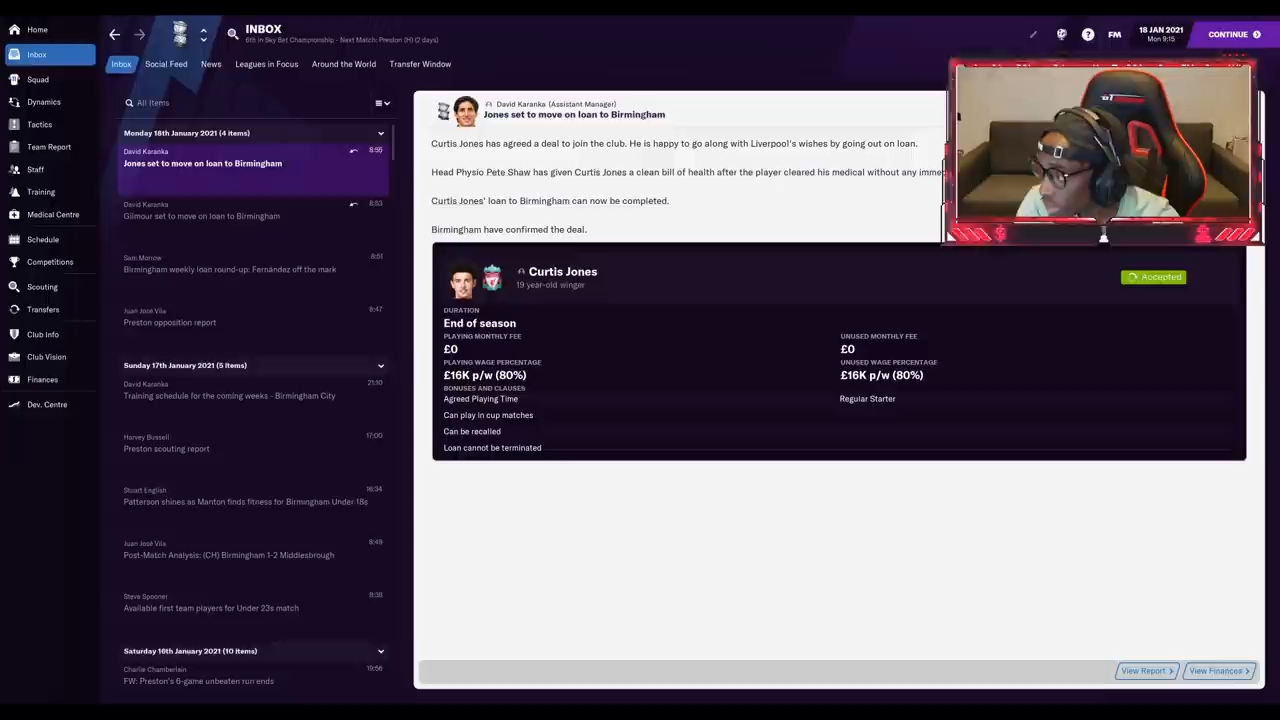 Home
Inbox
Squad
Dynamics
Tactics
Team Report
Staff
Training
Medical Centre
Schedule
Competitions
Scouting
Transfers
Club Info
Club Vision
Finances
Dev. Centre
INBOX
6th in Sky Bet Championship - Next Match: Preston (H) (2 days)
FM
18 JAN 2021
Mon 9:15
CONTINUE
Inbox Social Feed News Leagues in Focus Around the World Transfer Window
All Items
Monday 18th January 2021 (4 items)
David Karanka 8:55
Jones set to move on loan to Birmingham
David Karanka 8:53
Gilmour set to move on loan to Birmingham
Sam Morrow 8:51
Birmingham weekly loan round-up: Fernández off the mark
Juan José Vila 8:47
Preston opposition report
Sunday 17th January 2021 (5 items)
David Karanka 21:10
Training schedule for the coming weeks - Birmingham City
Harvey Bussell 17:00
Preston scouting report
Stuart English 16:34
Patterson shines as Manton finds fitness for Birmingham Under 18s
Juan José Vila 8:49
Post-Match Analysis: (CH) Birmingham 1-2 Middlesbrough
Steve Spooner 8:38
Available first team players for Under 23s match
Saturday 16th January 2021 (10 items)
Charlie Chamberlain 19:56
FW: Preston's 6-game unbeaten run ends
David Karanka (Assistant Manager)
Jones set to move on loan to Birmingham
Curtis Jones has agreed a deal to join the club. He is happy to go along with Liverpool's wishes by going out on loan.
Head Physio Pete Shaw has given Curtis Jones a clean bill of health after the player cleared his medical without any imme
Curtis Jones' loan to Birmingham can now be completed.
Birmingham have confirmed the deal.
Curtis Jones
19 year-old winger
Accepted
DURATION
End of season
PLAYING MONTHLY FEE UNUSED MONTHLY FEE
£0 £0
PLAYING WAGE PERCENTAGE UNUSED WAGE PERCENTAGE
£16K p/w (80%) £16K p/w (80%)
BONUSES AND CLAUSES
Agreed Playing Time Regular Starter
Can play in cup matches
Can be recalled
Loan cannot be terminated
View Report View Finances